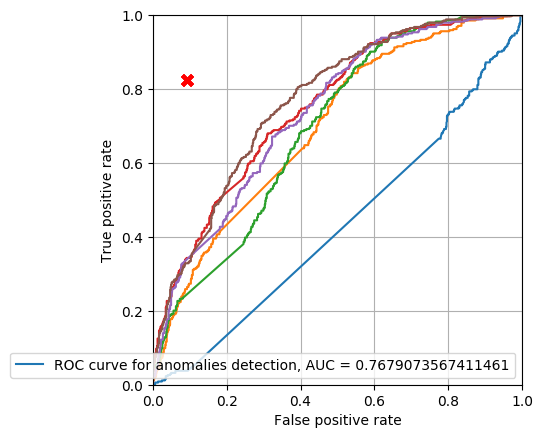 1.0
0.8
0.6
0.4
0.2
0.0
True positive rate
ROC curve for anomalies detection, AUC = 0.7679073567411461
0.0 0.2 0.4 0.6 0.8 1.0
False positive rate